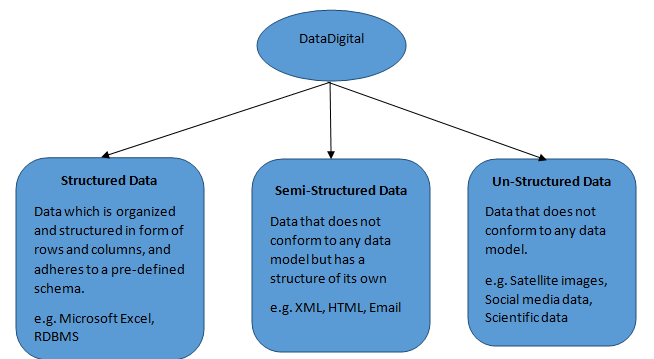 DataDigital
Structured Data
Data which is organized
and structured in form of
rows and columns, and
adheres to a pre-defined
schema.
e.g. Microsoft Excel,
RDBMS
Semi-Structured Data
Data that does not
conform to any data
model but has a
structure of its own
e.g. XML, HTML, Email
Un-Structured Data
Data that does not
conform to any data
model.
e.g. Satellite images,
Social media data,
Scientific data